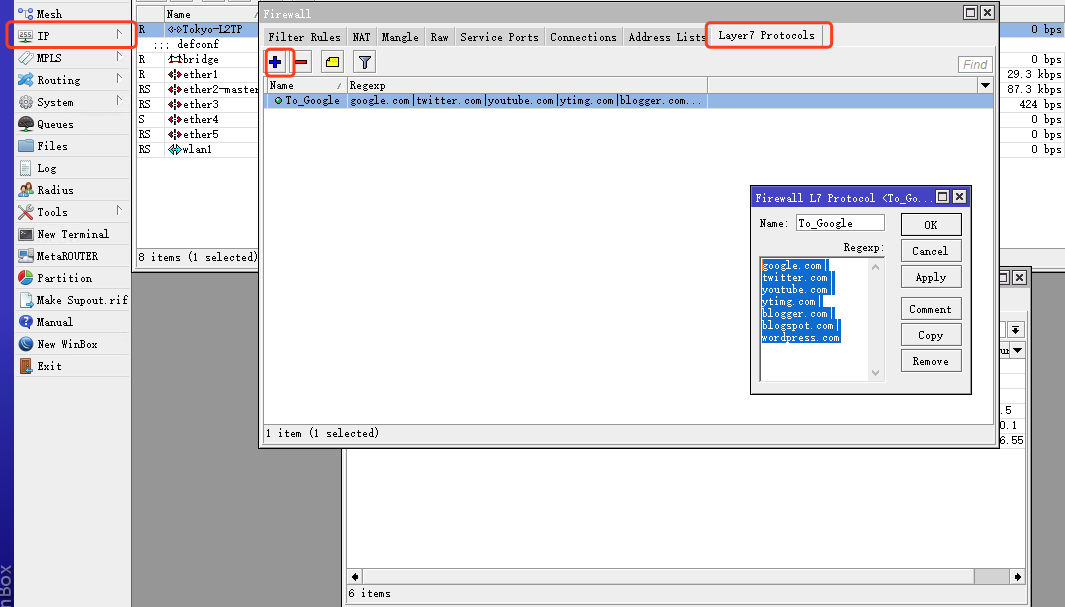 Mesh
IP
MPLS
Routing
System
Queues
Files
Log
Radius
Tools
New Terminal
MetaROUTER
Partition
Make Supout.rif
Manual
New WinBox
Exit
nBox
Name
R Tokyo-L2TP 0 bps
;;; defconf
R bridge 0 bps
R ether1 29.3 kbps
RS ether2-master 87.3 kbps
RS ether3 424 bps
S ether4 0 bps
RS ether5 0 bps
RS wlan1 0 bps
8 items (1 selected)
Firewall
Filter Rules NAT Mangle Raw Service Ports Connections Address Lists Layer7 Protocols
Find
Name Regexp
To_Google google.com|twitter.com|youtube.com|yting.com|blogger.com...
1 item (1 selected)
Firewall L7 Protocol <To_Go...
Name: To_Google
Regexp:
google.com|
twitter.com|
youtube.com|
yting.com|
blogger.com|
blogspot.com|
wordpress.com
OK
Cancel
Apply
Comment
Copy
Remove
.5
0.1
6.55
6 items